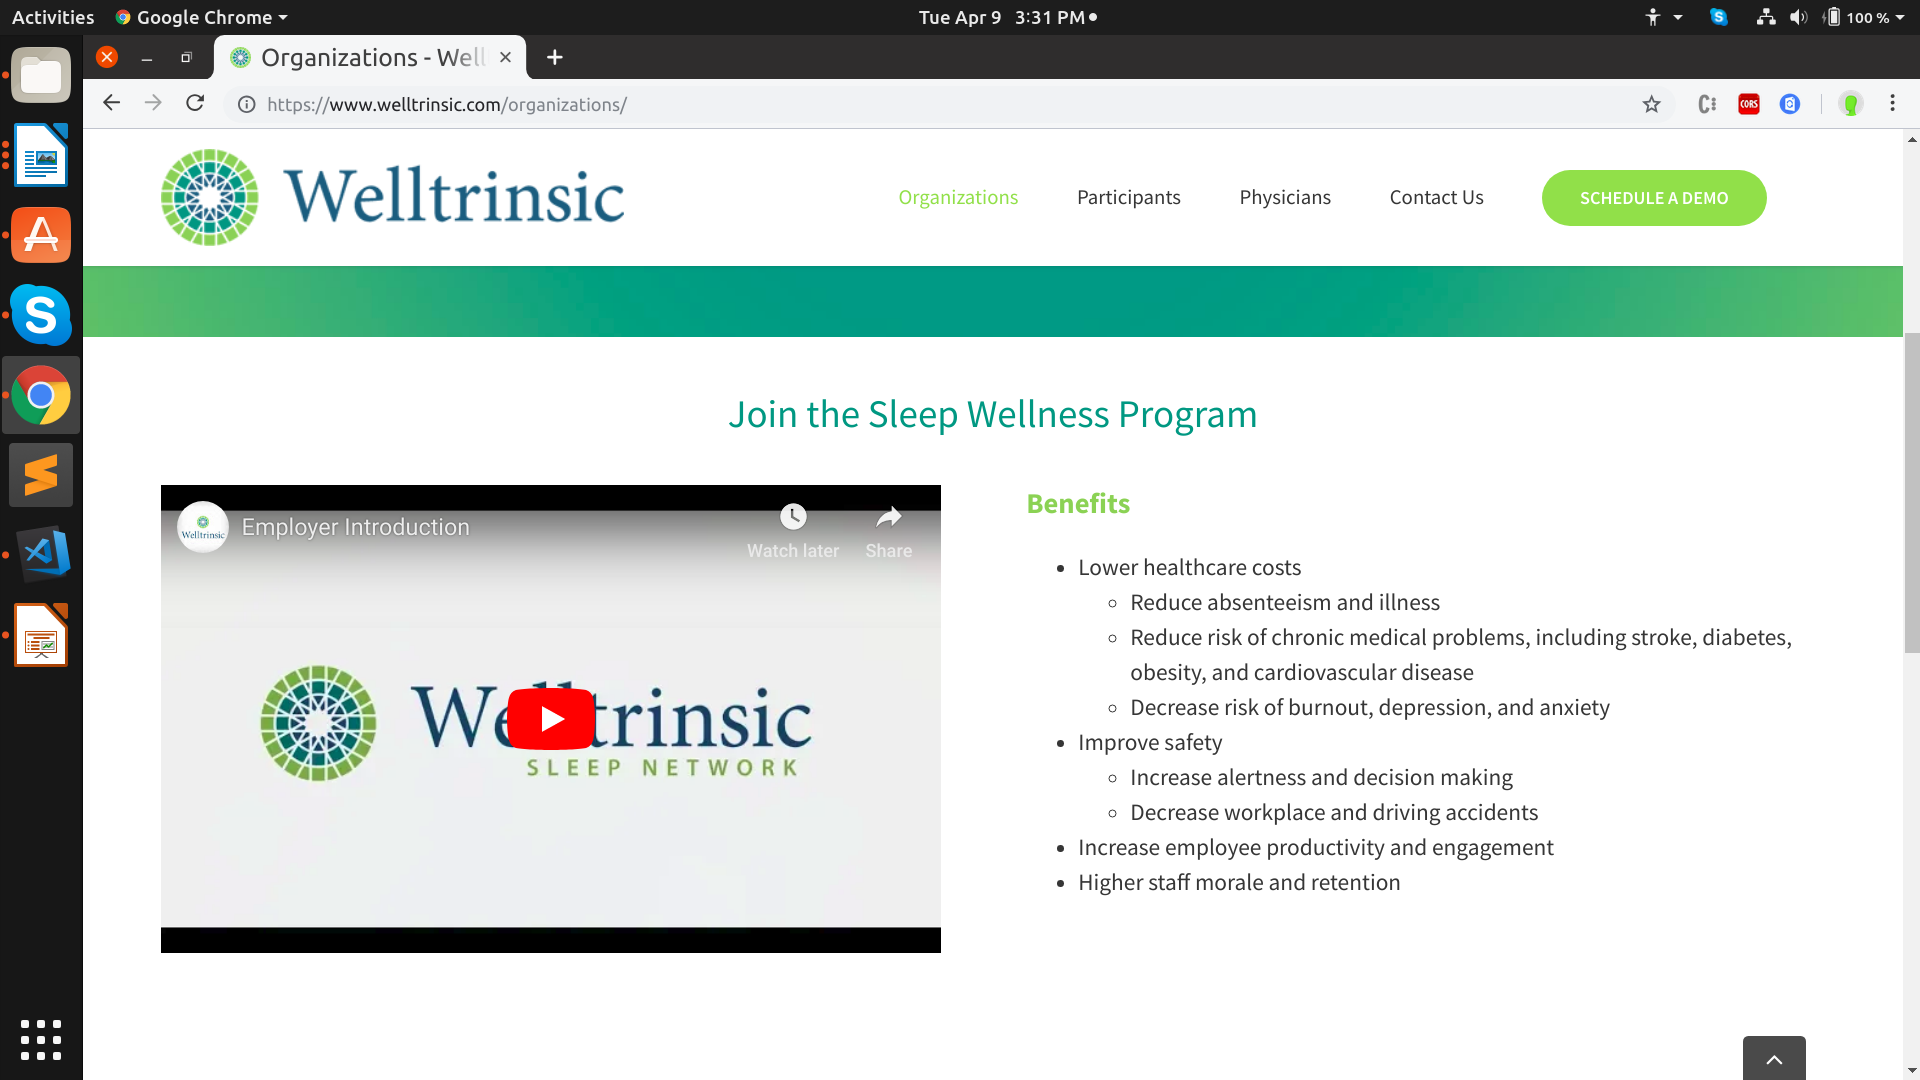 Activities Google Chrome Tue Apr 9 3:31 PM 100 %
Organizations - Well
https://www.welltrinsic.com/organizations/
CORS
Welltrinsic
Organizations Participants Physicians Contact Us SCHEDULE A DEMO
Join the Sleep Wellness Program
Welltrinsic
Employer Introduction
Watch later Share
SLEEP NETWORK
Benefits
Lower healthcare costs
Reduce absenteeism and illness
Reduce risk of chronic medical problems, including stroke, diabetes,
obesity, and cardiovascular disease
Decrease risk of burnout, depression, and anxiety
Improve safety
Increase alertness and decision making
Decrease workplace and driving accidents
Increase employee productivity and engagement
Higher staff morale and retention